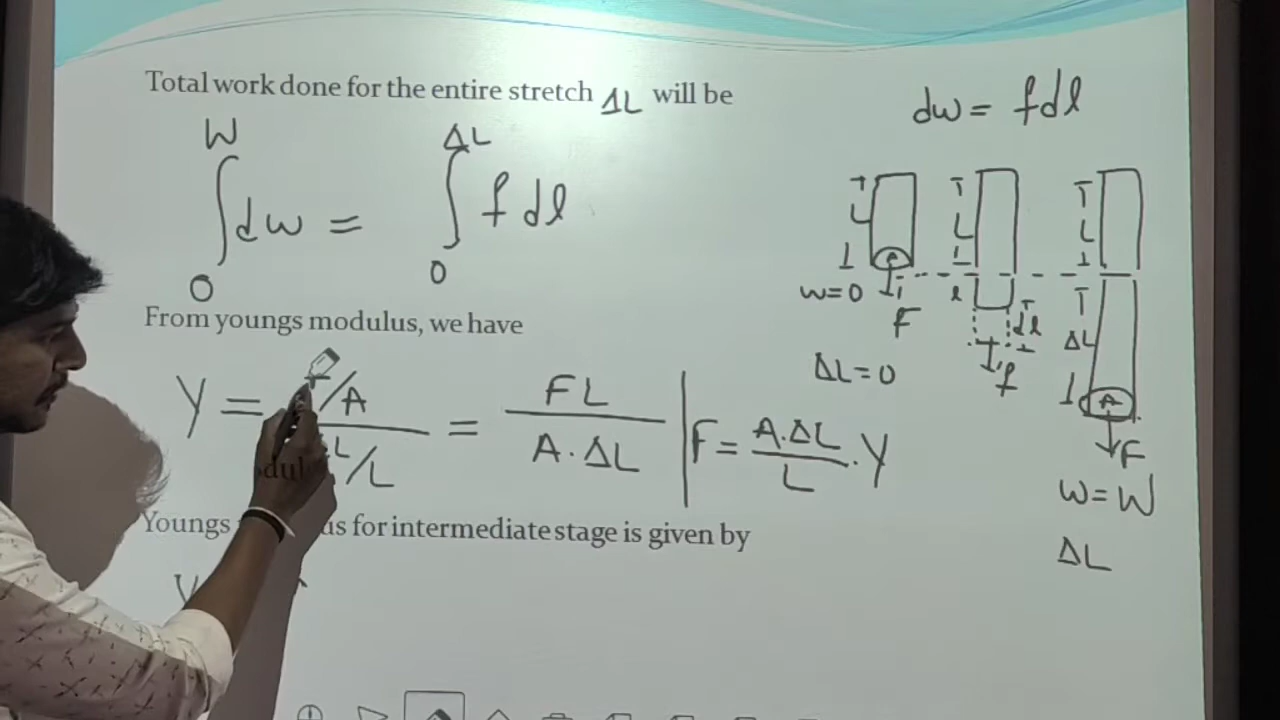 Total work done for the entire stretch ΔL will be
dw = fdl
W ΔL
∫dw = ∫ f dl
0 0
L L L
A
w=0 F l dl ΔL
f
ΔL=0
A
F
w=W
ΔL
From youngs modulus, we have
Y = F/A / L/L = FL / A.ΔL | F = A.ΔL / L . Y
Youngs us for intermediate stage is given by